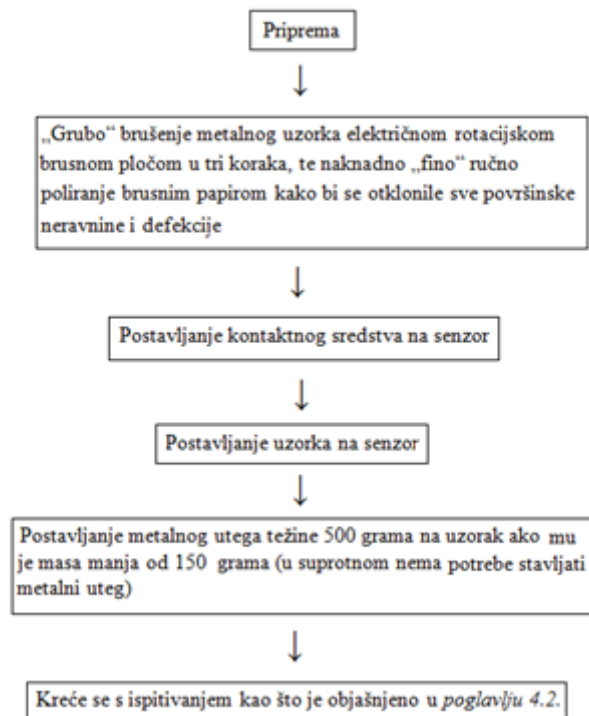 Priprema
„Grubo“ brušenje metalnog uzorka električnom rotacijskom
brusnom pločom u tri koraka, te naknadno „fino“ ručno
poliranje brusnim papirom kako bi se otklonile sve površinske
neravnine i defekcije
Postavljanje kontaktnog sredstva na senzor
Postavljanje uzorka na senzor
Postavljanje metalnog utega težine 500 grama na uzorak ako mu
je masa manja od 150 grama (u suprotnom nema potrebe stavljati
metalni uteg)
Kreće se s ispitivanjem kao što je objašnjeno u poglavlju 4.2.